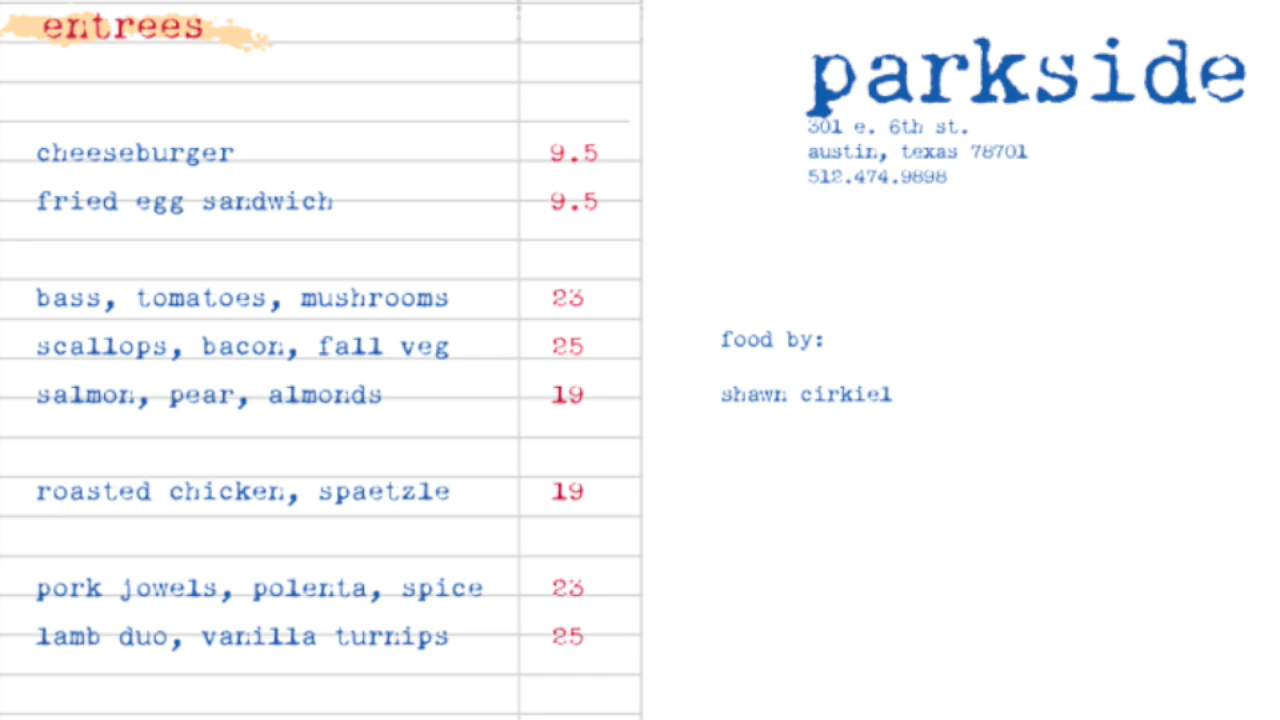 entrees
cheeseburger 9.5
fried egg sandwich 9.5
bass, tomatoes, mushrooms 23
scallops, bacon, fall veg 25
salmon, pear, almonds 19
roasted chicken, spaetzle 19
pork jowels, polenta, spice 23
lamb duo, vanilla turnips 25
parkside
301 e. 6th st.
austin, texas 78701
512.474.9898
food by:
shawn cirkiel